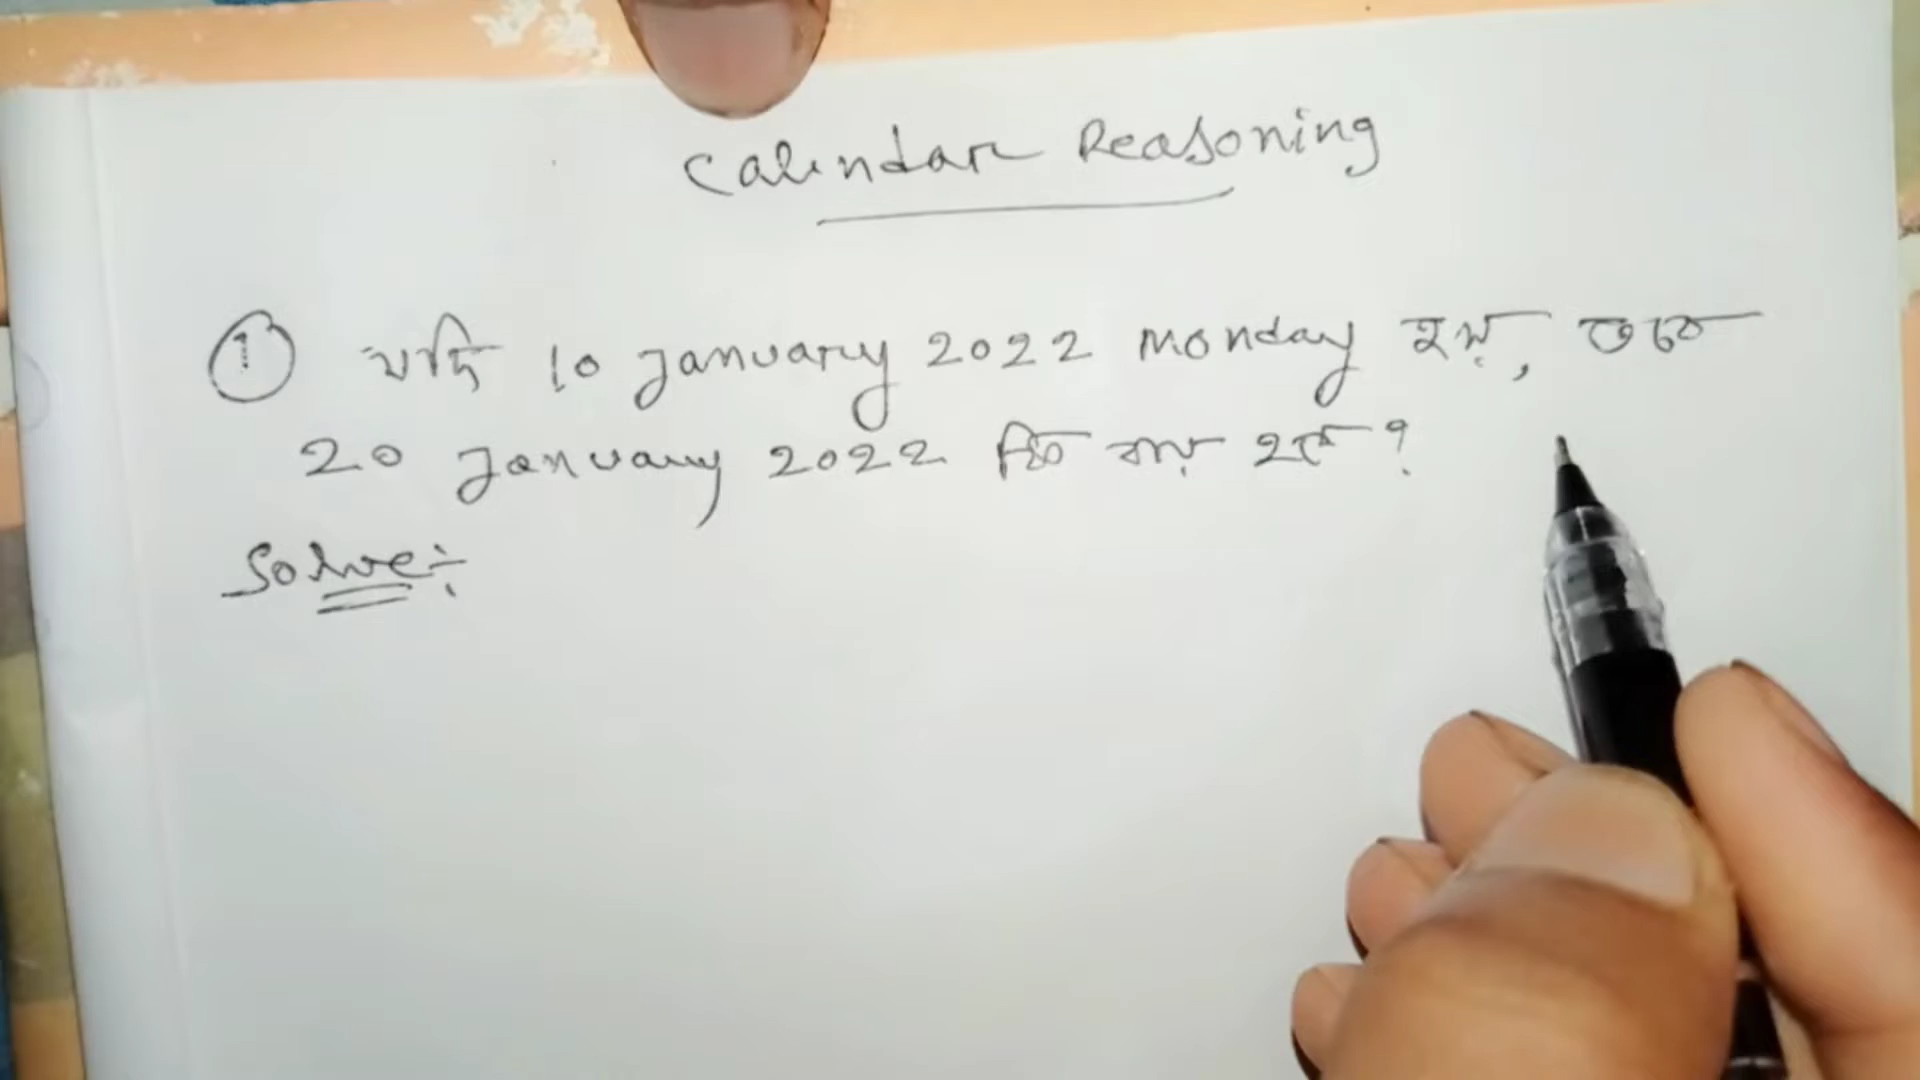 Calendar Reasoning
① যদি 10 January 2022 Monday হয়, তবে
20 January 2022 কি বার হবে?
Solve: